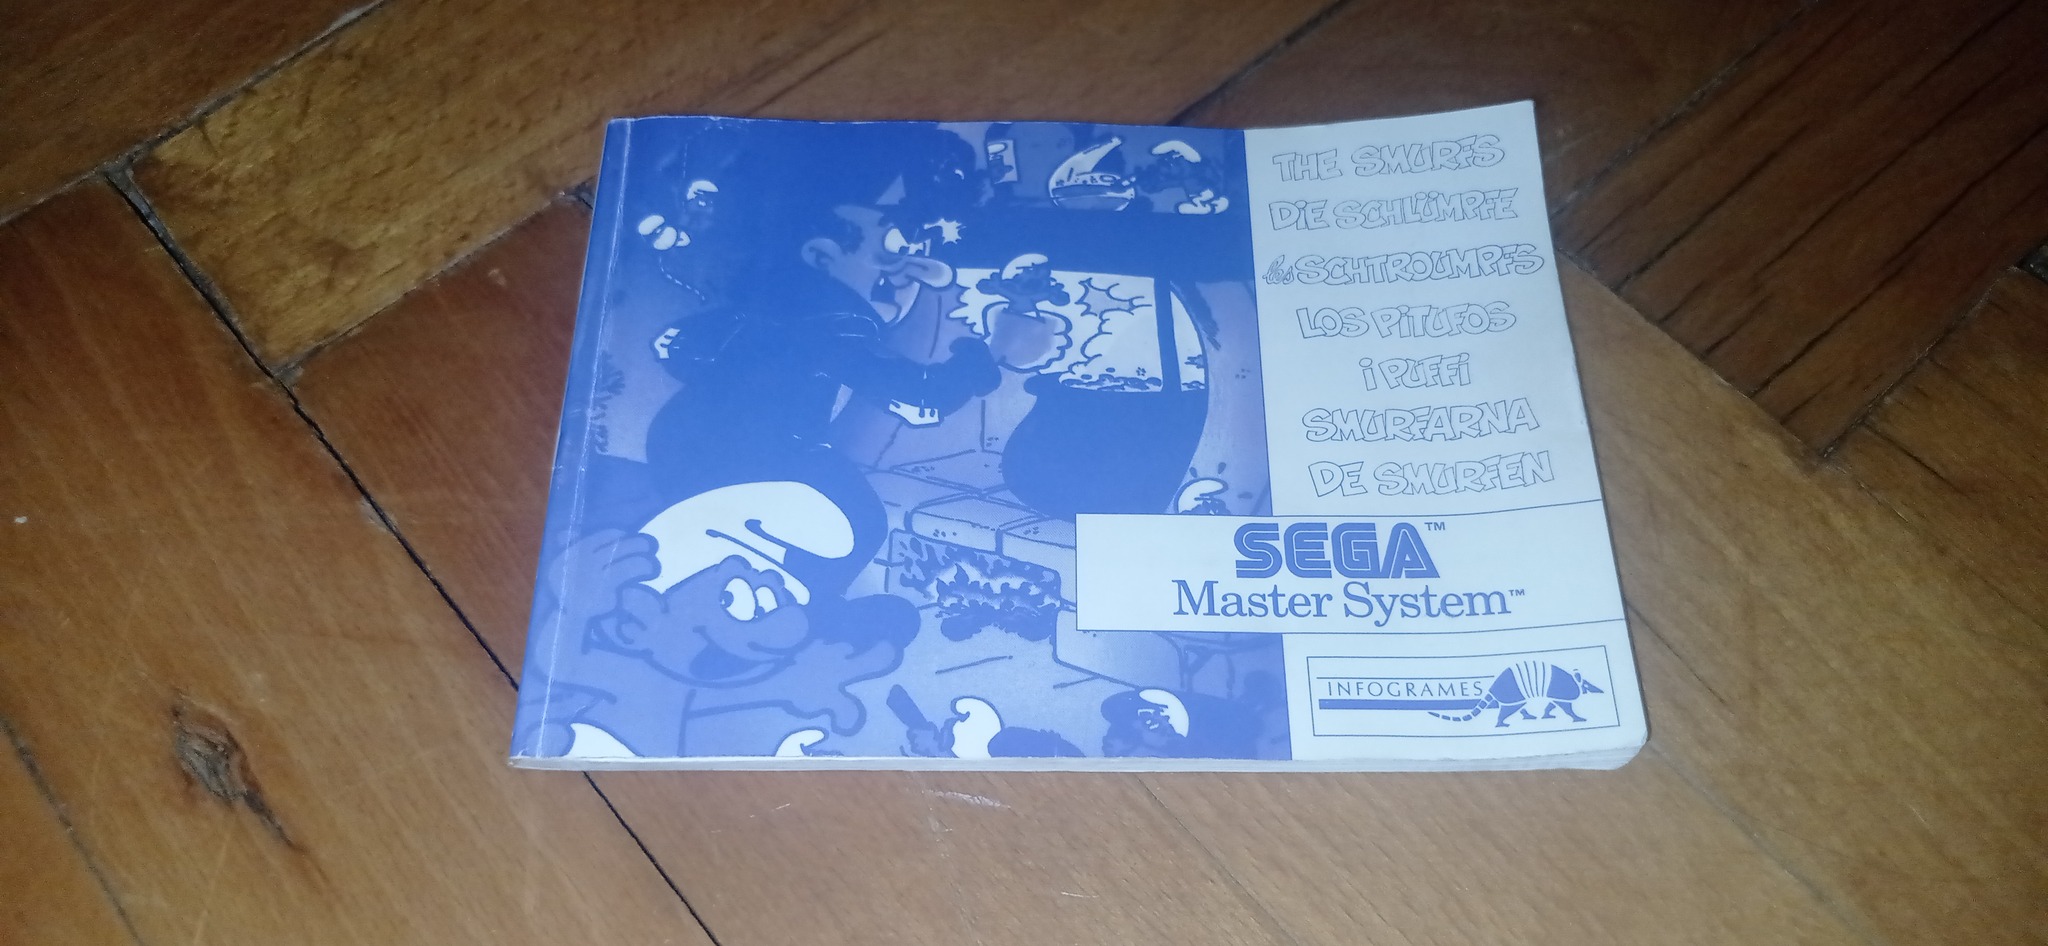 THE SMURFS
DIE SCHLÜMPFE
les SCHTROUMPFS
LOS PITUFOS
I PUFFI
SMURFARNA
DE SMURFEN
SEGA™
Master System™
INFOGRAMES